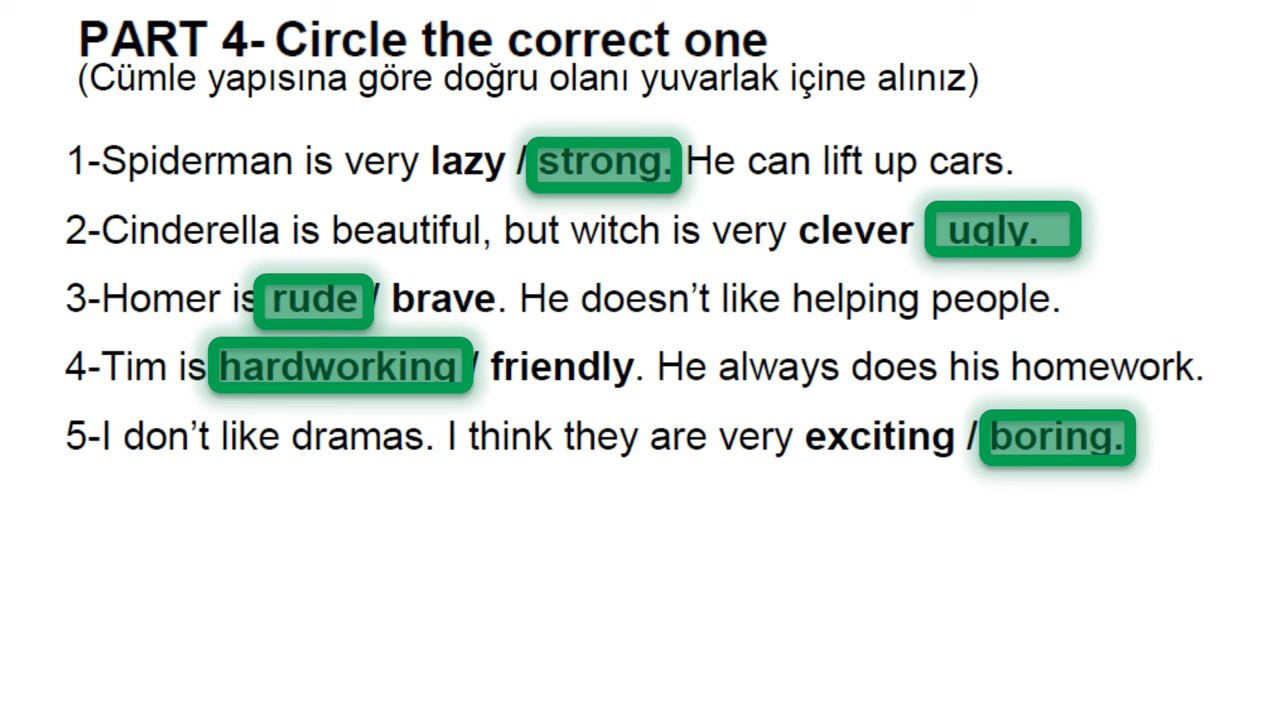 PART 4- Circle the correct one
(Cümle yapısına göre doğru olanı yuvarlak içine alınız)
1-Spiderman is very lazy / strong. He can lift up cars.
2-Cinderella is beautiful, but witch is very clever ugly.
3-Homer is rude / brave. He doesn’t like helping people.
4-Tim is hardworking / friendly. He always does his homework.
5-I don’t like dramas. I think they are very exciting / boring.